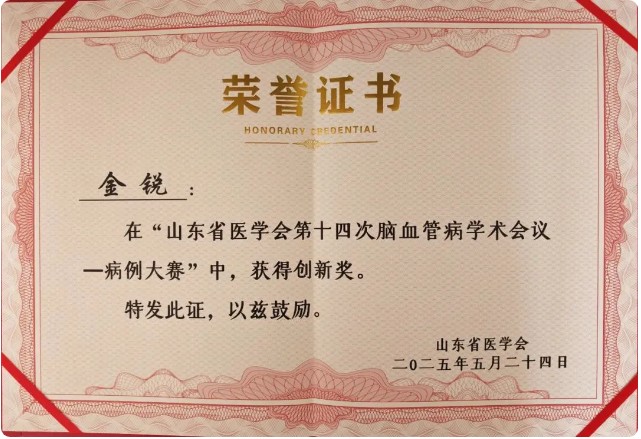 荣誉证书
HONORARY CREDENTIAL
金锐：
在“山东省医学会第十四次脑血管病学术会议
—病例大赛”中，获得创新奖。
特发此证，以兹鼓励。
山东省医学会
二0二五年五月二十四日